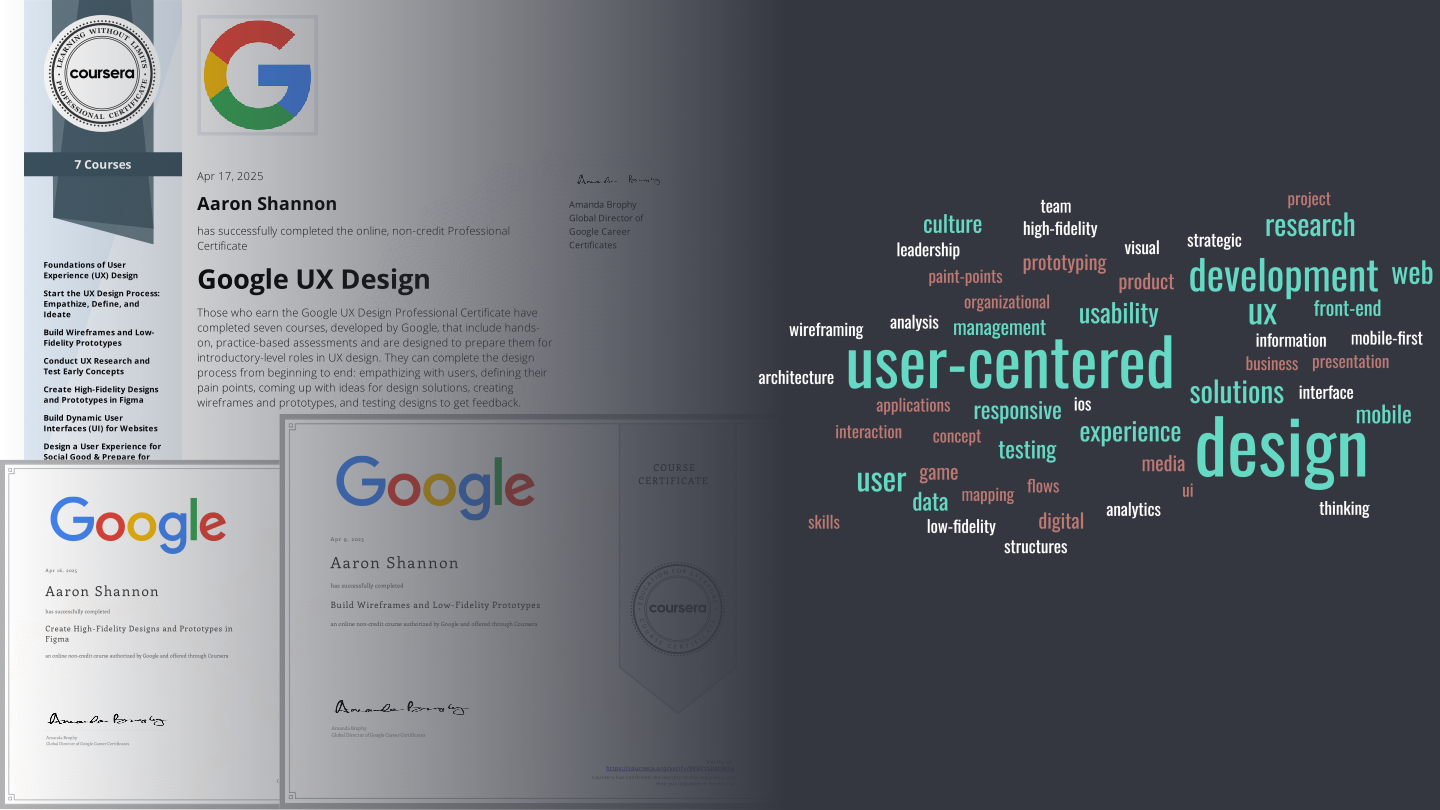 LEARNING WITHOUT LIMITS
coursera
PROFESSIONAL CERTIFICATE
7 Courses
Foundations of User
Experience (UX) Design
Start the UX Design Process:
Empathize, Define, and
Ideate
Build Wireframes and Low-
Fidelity Prototypes
Conduct UX Research and
Test Early Concepts
Create High-Fidelity Designs
and Prototypes in Figma
Build Dynamic User
Interfaces (UI) for Websites
Design a User Experience for
Social Good & Prepare for
Apr 17, 2025
Aaron Shannon
has successfully completed the online, non-credit Professional
Certificate
Google UX Design
Those who earn the Google UX Design Professional Certificate have
completed seven courses, developed by Google, that include hands-
on, practice-based assessments and are designed to prepare them for
introductory-level roles in UX design. They can complete the design
process from beginning to end: empathizing with users, defining their
pain points, coming up with ideas for design solutions, creating
wireframes and prototypes, and testing designs to get feedback.
Amanda Brophy
Global Director of
Google Career
Certificates
Google
Apr 16, 2025
Aaron Shannon
has successfully completed
Create High-Fidelity Designs and Prototypes in
Figma
an online non-credit course authorized by Google and offered through Coursera
Amanda Brophy
Global Director of Google Career Certificates
Google
Apr 9, 2025
Aaron Shannon
has successfully completed
Build Wireframes and Low-Fidelity Prototypes
an online non-credit course authorized by Google and offered through Coursera
Amanda Brophy
Global Director of Google Career Certificates
COURSE
CERTIFICATE
EDUCATION FOR EVERYONE
coursera
COURSE CERTIFICATE
project
team
culture
high-fidelity
research
leadership
visual
strategic
prototyping
paint-points
product
development
web
organizational
usability
ux
front-end
wireframing
analysis
management
information
mobile-first
user-centered
business
presentation
architecture
solutions
interface
applications
responsive
ios
mobile
interaction
concept
experience
design
testing
media
user
game
data
mapping
flows
ui
skills
low-fidelity
digital
analytics
thinking
structures